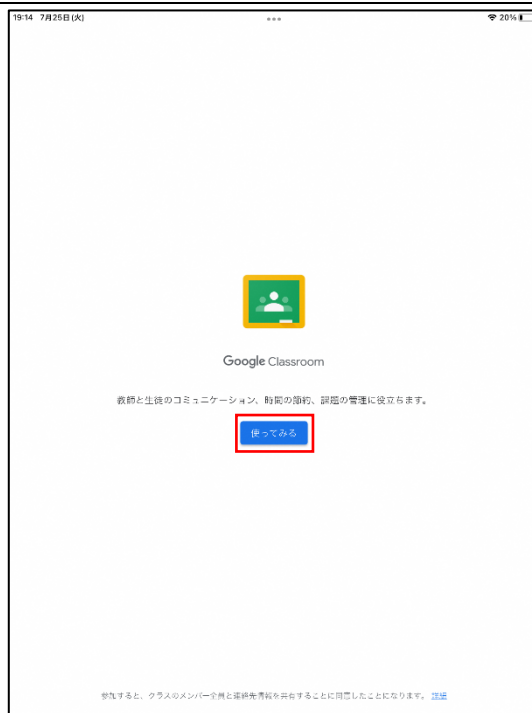 19:14 7月25日(火)
20%
Google Classroom
教師と生徒のコミュニケーション、時間の節約、課題の管理に役立ちます。
使ってみる
参加すると、クラスのメンバー全員と連絡先情報を共有することに同意したことになります。 詳細